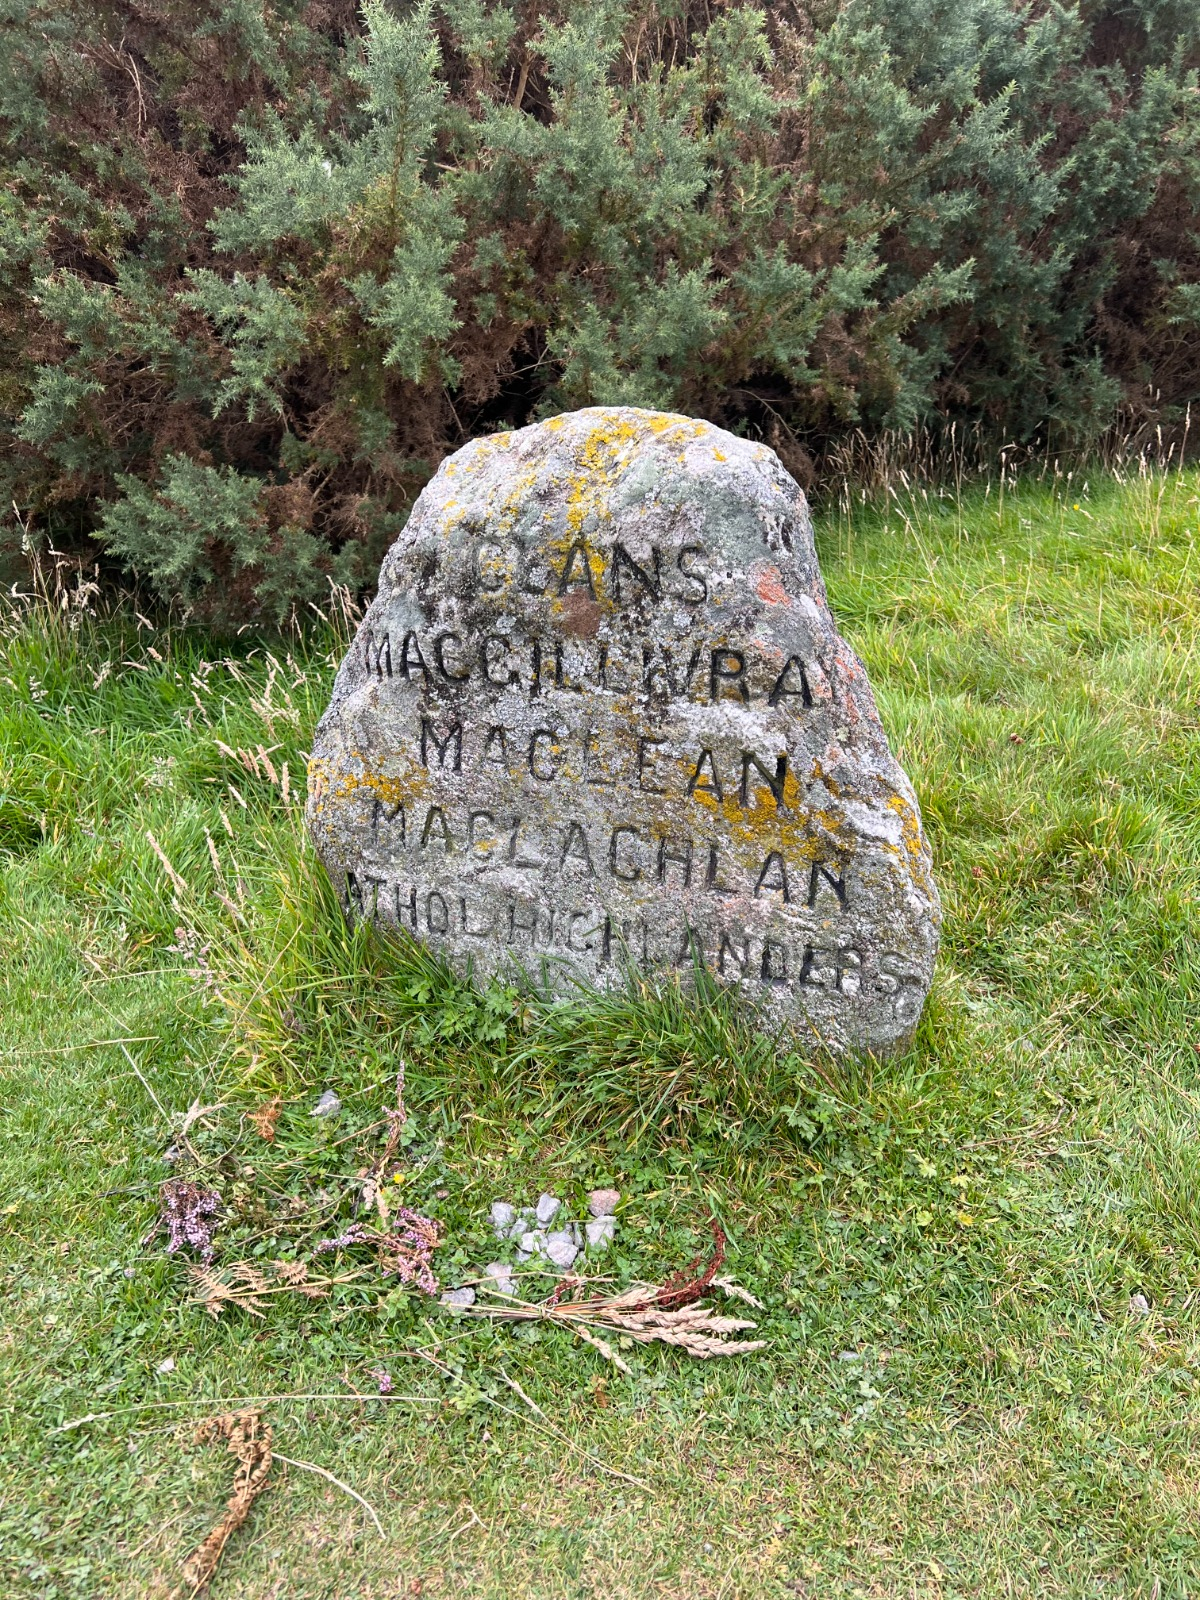 CLANS
MACGILLIVRAY
MACLEAN
MACLACHLAN
ATHOL HIGHLANDERS